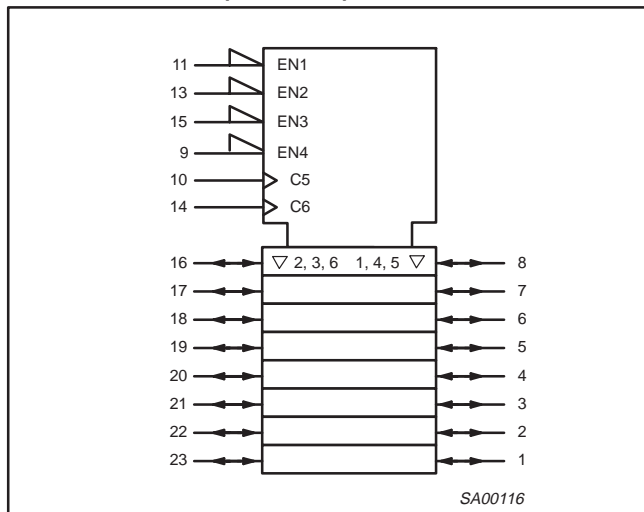 11 EN1
13 EN2
15 EN3
9 EN4
10 C5
14 C6
16 ▽ 2, 3, 6 1, 4, 5 ▽ 8
17 7
18 6
19 5
20 4
21 3
22 2
23 1
SA00116